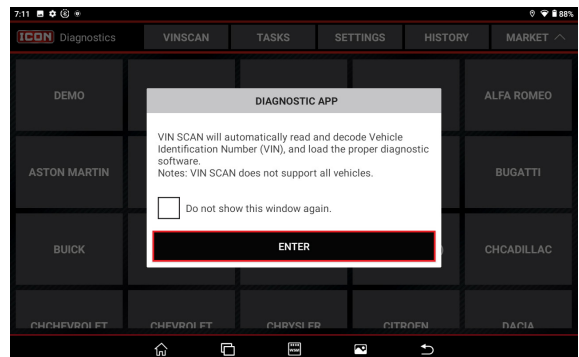 7:11
88%
ICON Diagnostics
VINSCAN
TASKS
SETTINGS
HISTORY
MARKET
DEMO
ALFA ROMEO
DIAGNOSTIC APP
VIN SCAN will automatically read and decode Vehicle
Identification Number (VIN), and load the proper diagnostic
software.
Notes: VIN SCAN does not support all vehicles.
Do not show this window again.
ENTER
ASTON MARTIN
BUGATTI
BUICK
)
CHCADILLAC
CHCHEVROLET
CHEVROLET
CHRYSLER
CITROEN
DACIA